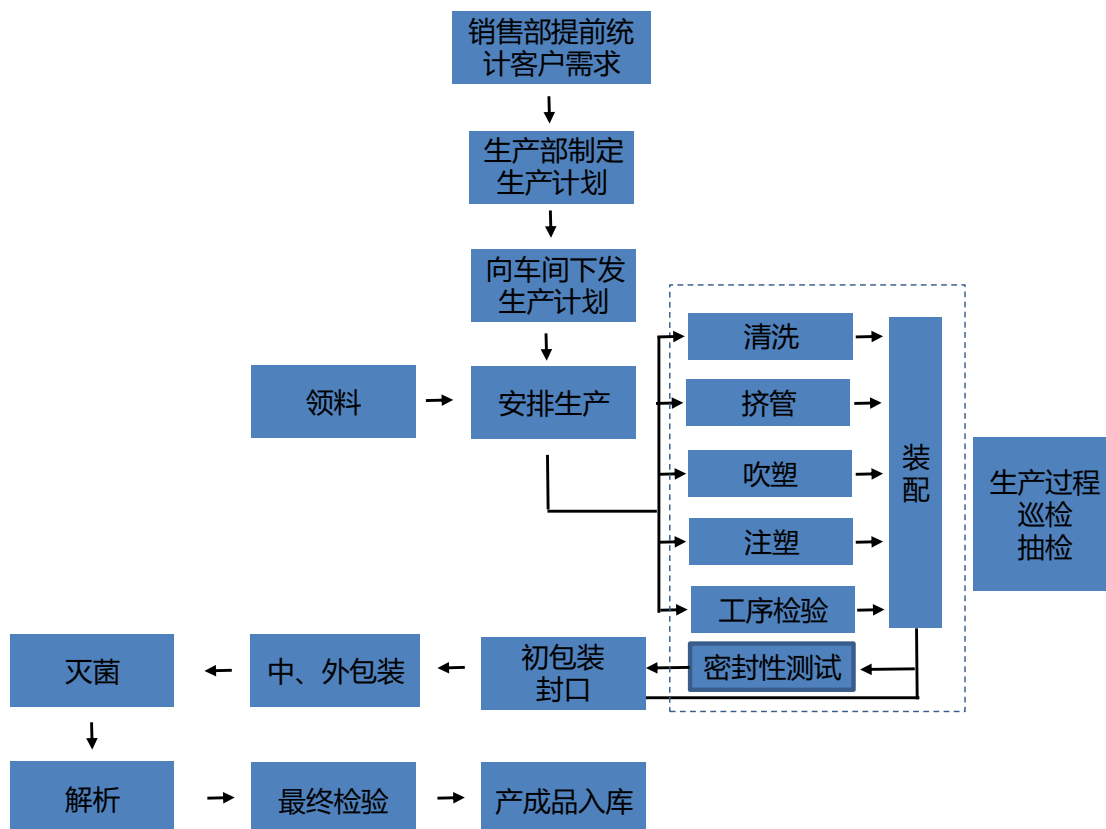 销售部提前统
计客户需求
生产部制定
生产计划
向车间下发
生产计划
领料
安排生产
清洗
挤管
吹塑
注塑
工序检验
装
配
生产过程
巡检
抽检
密封性测试
初包装
封口
中、外包装
灭菌
解析
最终检验
产成品入库